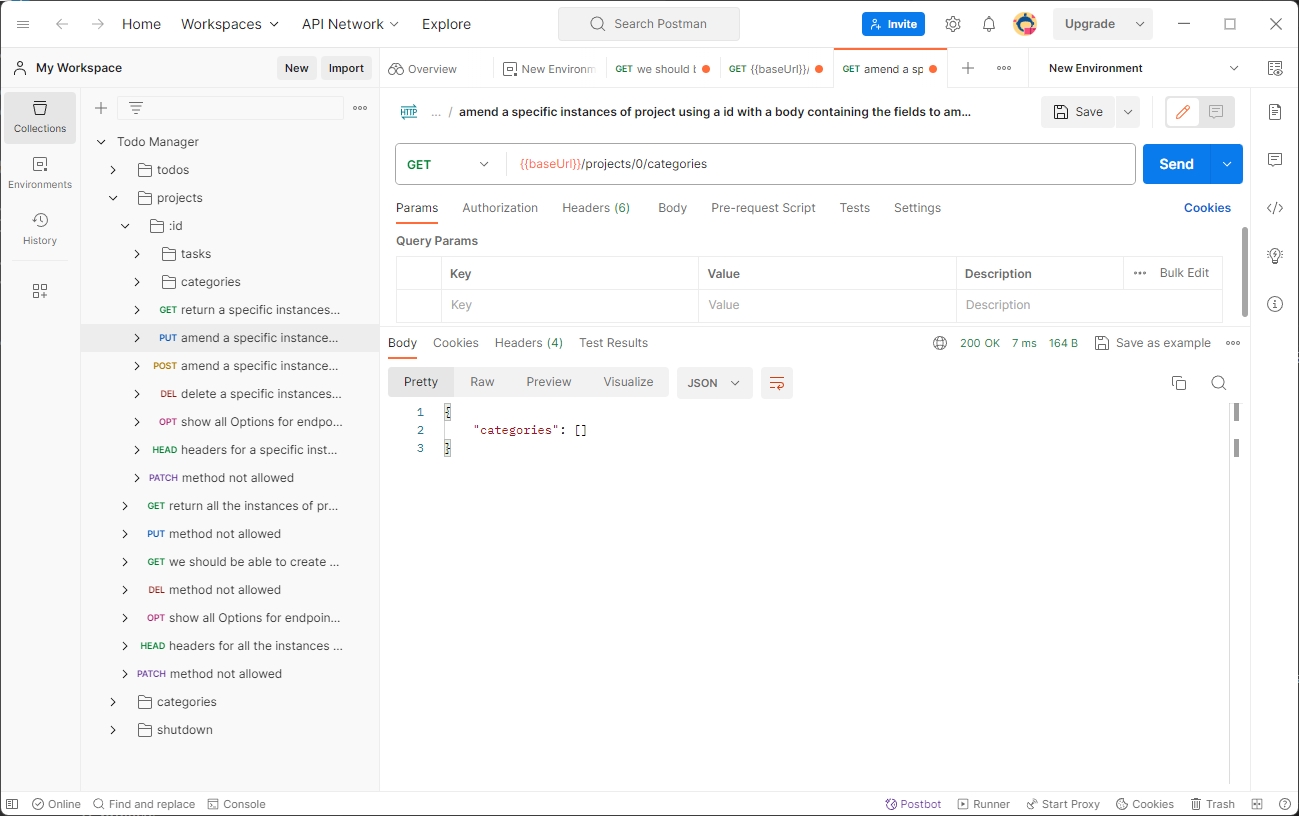 Home Workspaces API Network Explore Search Postman Invite Upgrade
My Workspace New Import Overview New Environm GET we should b GET {{baseUrl}}/ GET amend a sp New Environment
Collections
Environments
History
Todo Manager
todos
projects
:id
tasks
categories
GET return a specific instances...
PUT amend a specific instance...
POST amend a specific instance...
DEL delete a specific instances...
OPT show all Options for endpo...
HEAD headers for a specific inst...
PATCH method not allowed
GET return all the instances of pr...
PUT method not allowed
GET we should be able to create ...
DEL method not allowed
OPT show all Options for endpoin...
HEAD headers for all the instances ...
PATCH method not allowed
categories
shutdown
HTTP ... / amend a specific instances of project using a id with a body containing the fields to am... Save
GET {{baseUrl}}/projects/0/categories Send
Params Authorization Headers (6) Body Pre-request Script Tests Settings Cookies
Query Params
Key Value Description Bulk Edit
Key Value Description
Body Cookies Headers (4) Test Results 200 OK 7 ms 164 B Save as example
Pretty Raw Preview Visualize JSON
1 {
2 "categories": []
3 }
Online Find and replace Console Postbot Runner Start Proxy Cookies Trash